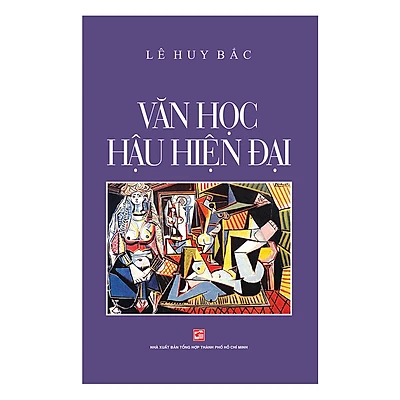 LÊ HUY BẮC
VĂN HỌC
HẬU HIỆN ĐẠI
NHÀ XUẤT BẢN TỔNG HỢP THÀNH PHỐ HỒ CHÍ MINH